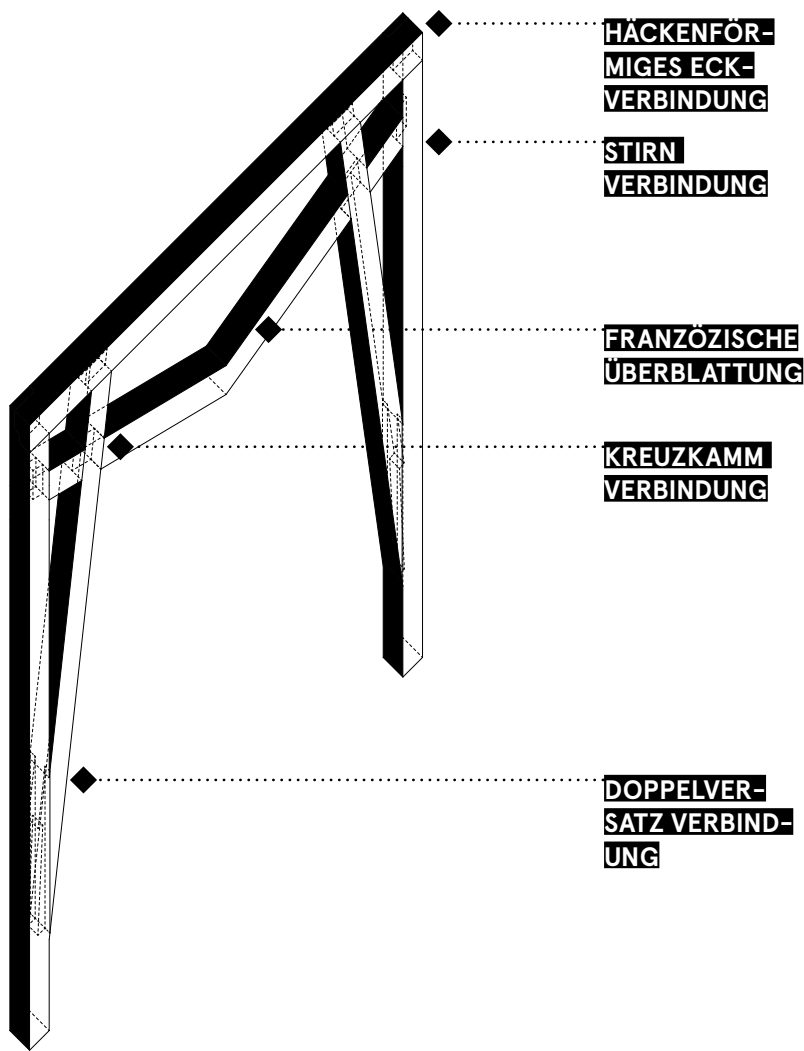 HÄCKENFÖR-
MIGES ECK-
VERBINDUNG
STIRN
VERBINDUNG
FRANZÖZISCHE
ÜBERBLATTUNG
KREUZKAMM
VERBINDUNG
DOPPELVER-
SATZ VERBIND-
UNG